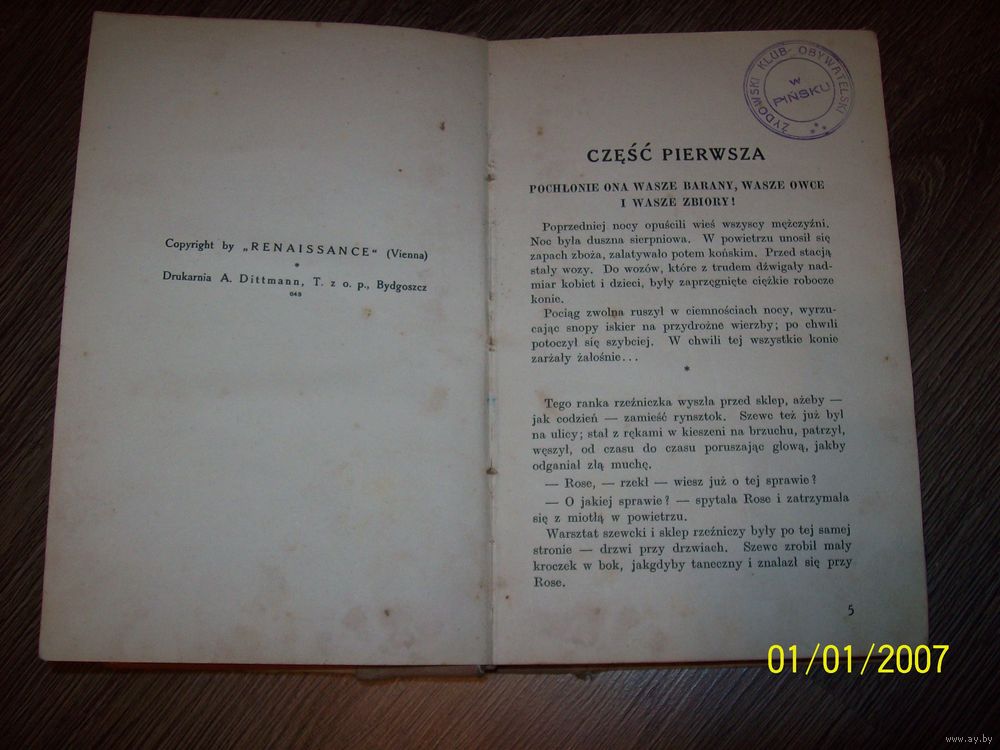 Copyright by „RENAISSANCE“ (Vienna)
*
Drukarnia A. Dittmann, T. z o. p., Bydgoszcz
649
ŻYDOWSKI KLUB OBYWATELSKI
W
PIŃSKU
CZĘŚĆ PIERWSZA
POCHŁONIE ONA WASZE BARANY, WASZE OWCE
I WASZE ZBIORY!
Poprzedniej nocy opuścili wieś wszyscy mężczyźni.
Noc była duszna sierpniowa. W powietrzu unosił się
zapach zboża, zalatywało potem końskim. Przed stacją
stały wozy. Do wozów, które z trudem dźwigały nad-
miar kobiet i dzieci, były zaprzęgnięte ciężkie robocze
konie.
Pociąg zwolna ruszył w ciemnościach nocy, wyrzu-
cając snopy iskier na przydrożne wierzby; po chwili
potoczył się szybciej. W chwili tej wszystkie konie
zarżały żałośnie...
*
Tego ranka rzeźniczka wyszła przed sklep, ażeby —
jak codzień — zamieść rynsztok. Szewc też już był
na ulicy; stał z rękami w kieszeni na brzuchu, patrzył,
węszył, od czasu do czasu poruszając głową, jakby
odganiał złą muchę.
— Rose, — rzekł — wiesz już o tej sprawie?
— O jakiej sprawie? — spytała Rose i zatrzymała
się z miotłą w powietrzu.
Warsztat szewcki i sklep rzeźniczy były po tej samej
stronie — drzwi przy drzwiach. Szewc zrobił mały
kroczek w bok, jakgdyby taneczny i znalazł się przy
Rose.
5
01/01/2007
www.ay.by